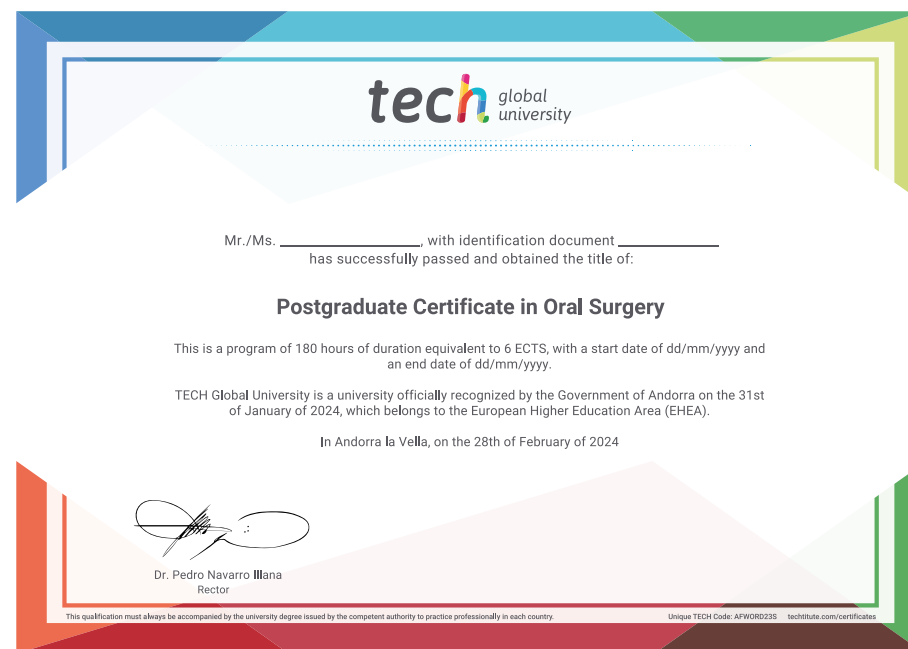 tech global university
Mr./Ms. ____________________, with identification document ______________
has successfully passed and obtained the title of:
Postgraduate Certificate in Oral Surgery
This is a program of 180 hours of duration equivalent to 6 ECTS, with a start date of dd/mm/yyyy and
an end date of dd/mm/yyyy.
TECH Global University is a university officially recognized by the Government of Andorra on the 31st
of January of 2024, which belongs to the European Higher Education Area (EHEA).
In Andorra la Vella, on the 28th of February of 2024
Dr. Pedro Navarro Illana
Rector
This qualification must always be accompanied by the university degree issued by the competent authority to practice professionally in each country.
Unique TECH Code: AFWORD23S techtitute.com/certificates